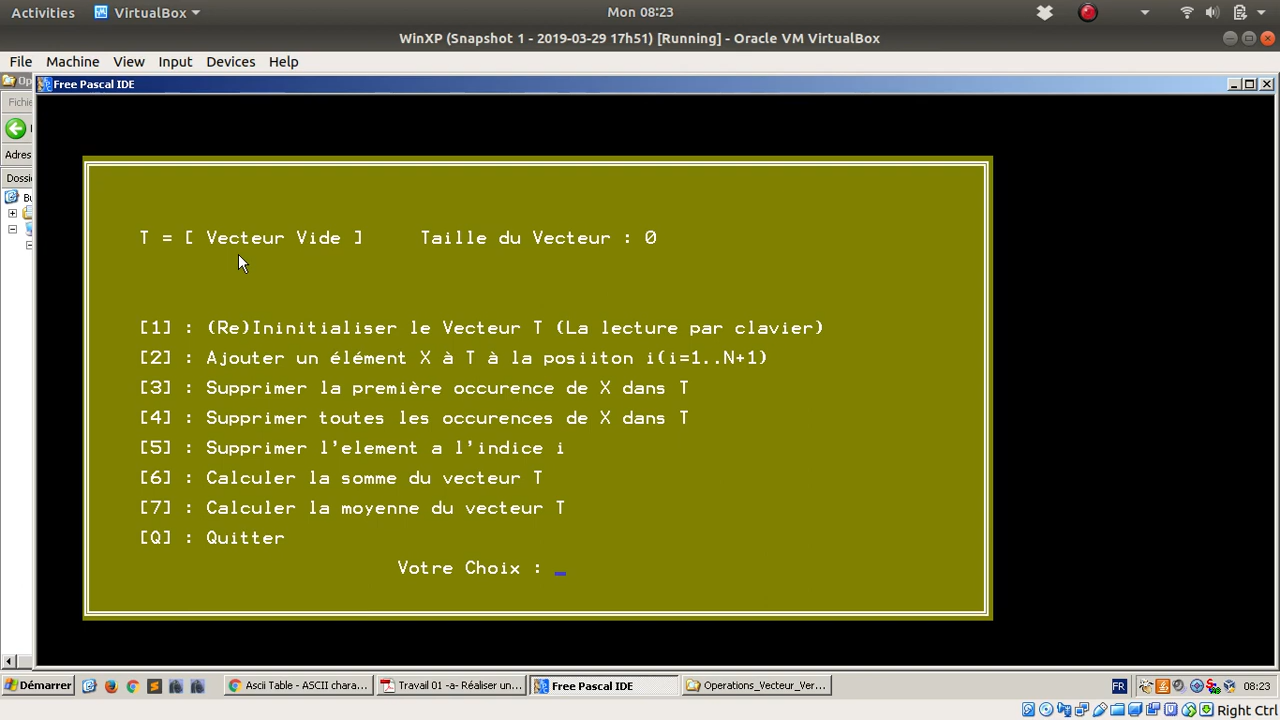 Activities VirtualBox Mon 08:23
WinXP (Snapshot 1 - 2019-03-29 17h51) [Running] - Oracle VM VirtualBox
File Machine View Input Devices Help
Free Pascal IDE
Fichie
Adres
Dossie
Bu
T = [ Vecteur Vide ] Taille du Vecteur : 0
[1] : (Re)Ininitialiser le Vecteur T (La lecture par clavier)
[2] : Ajouter un élément X à T à la posiiton i(i=1..N+1)
[3] : Supprimer la première occurence de X dans T
[4] : Supprimer toutes les occurences de X dans T
[5] : Supprimer l'element a l'indice i
[6] : Calculer la somme du vecteur T
[7] : Calculer la moyenne du vecteur T
[Q] : Quitter
Votre Choix : _
Démarrer Ascii Table - ASCII chara... Travail 01 -a- Réaliser un... Free Pascal IDE Operations_Vecteur_Ver... FR 08:23
Right Ctrl